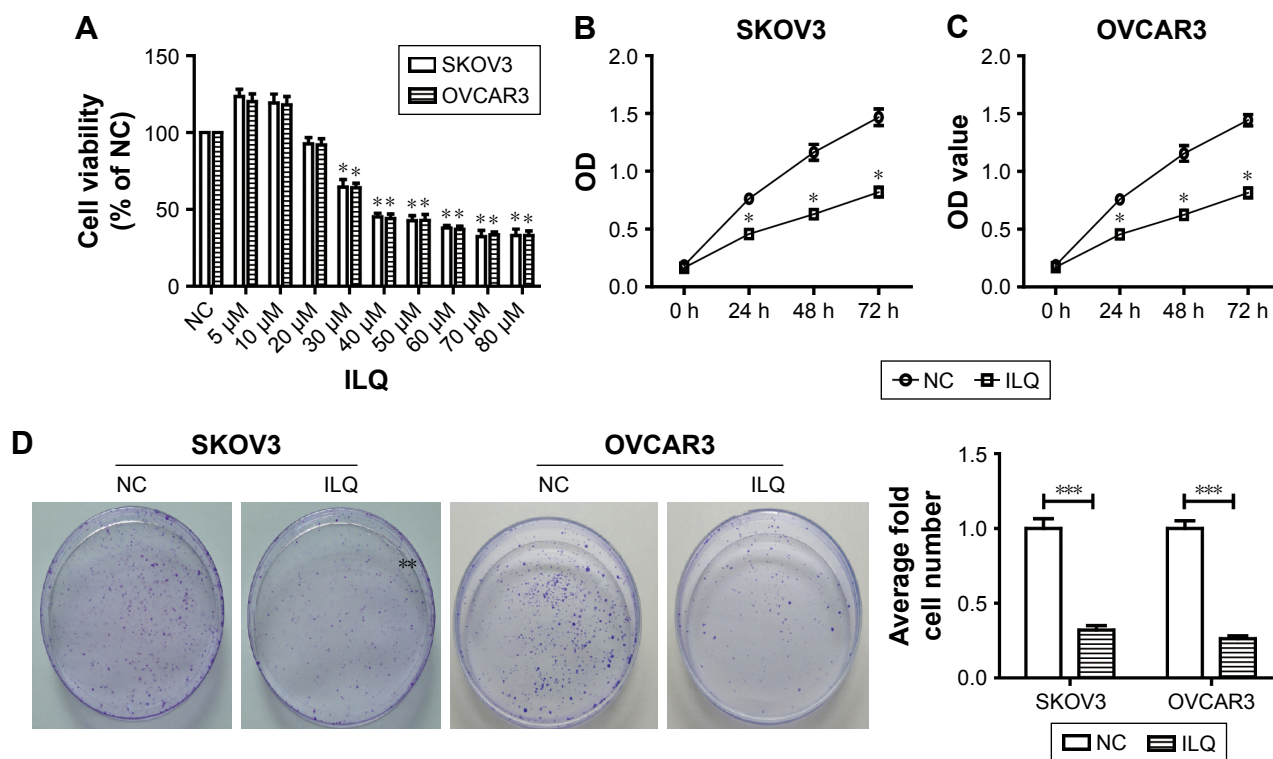 A
Cell viability
(% of NC)
150
100
50
0
SKOV3
OVCAR3
* *
**
**
**
**
**
NC
5 µM
10 µM
20 µM
30 µM
40 µM
50 µM
60 µM
70 µM
80 µM
ILQ
B
SKOV3
OD
2.0
1.5
1.0
0.5
0.0
*
*
*
0 h
24 h
48 h
72 h
C
OVCAR3
OD value
2.0
1.5
1.0
0.5
0.0
*
*
*
0 h
24 h
48 h
72 h
NC
ILQ
D
SKOV3
NC
ILQ
**
OVCAR3
NC
ILQ
Average fold
cell number
1.5
1.0
0.5
0.0
***
***
SKOV3
OVCAR3
NC
ILQ